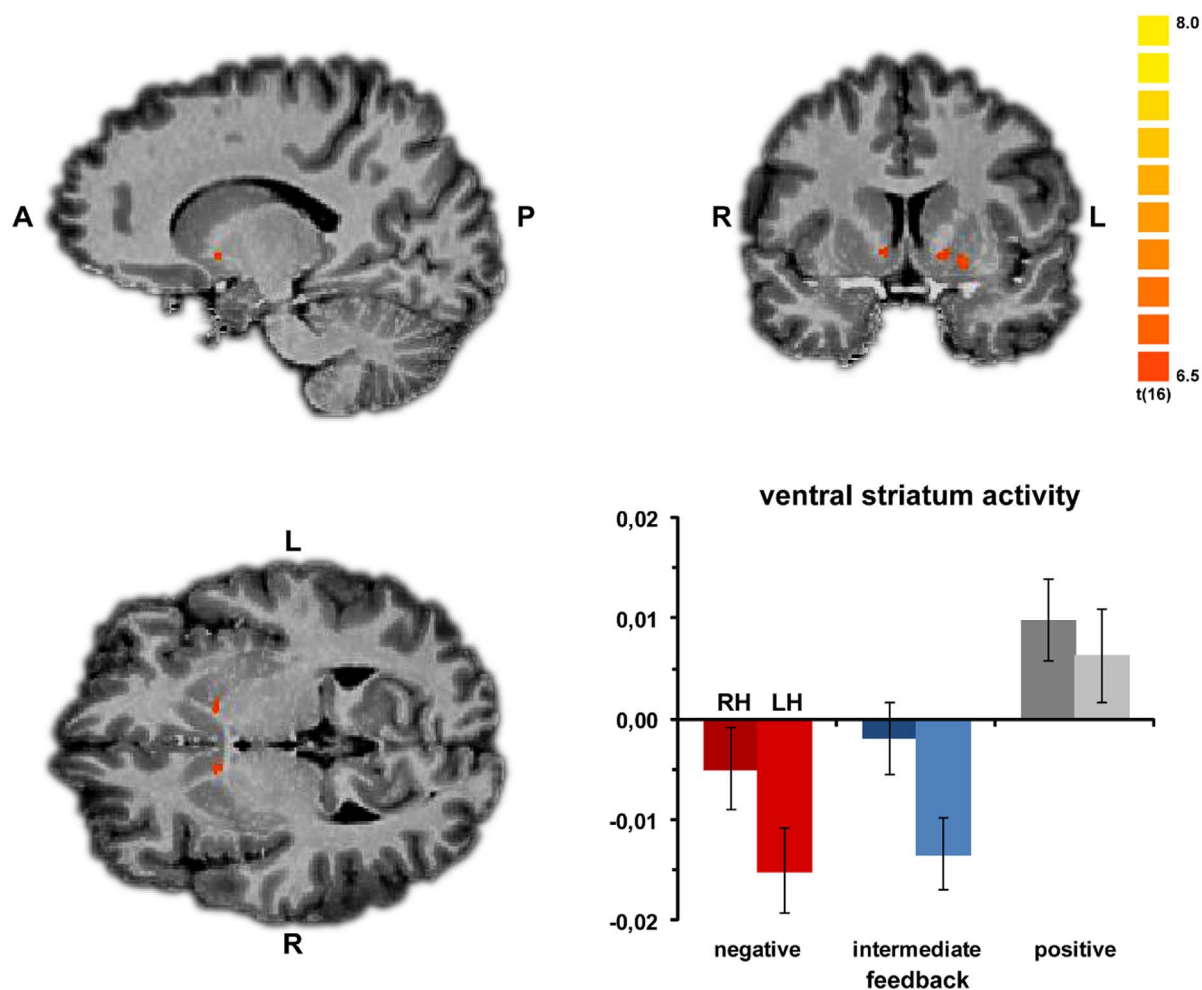 A
P
R
L
8.0
6.5
t(16)
L
R
ventral striatum activity
0,02
0,01
0,00
-0,01
-0,02
RH LH
negative intermediate positive
feedback